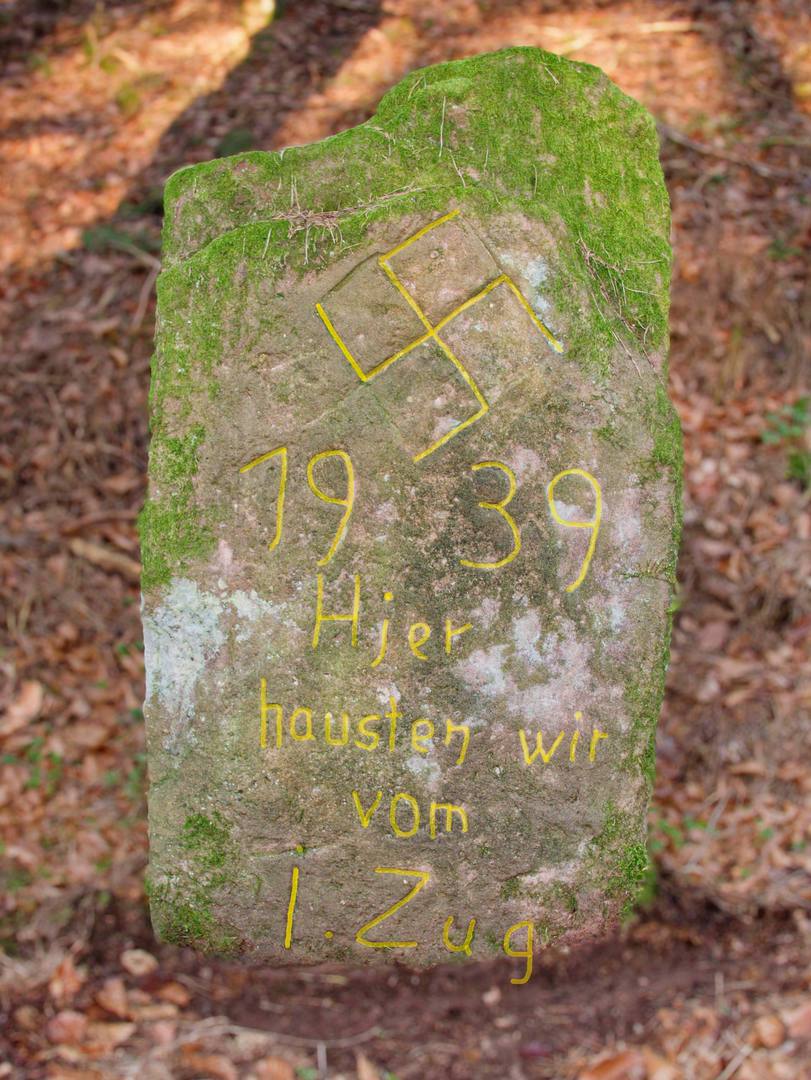 19 39
Hjer
hausten wir
vom
1. Zug